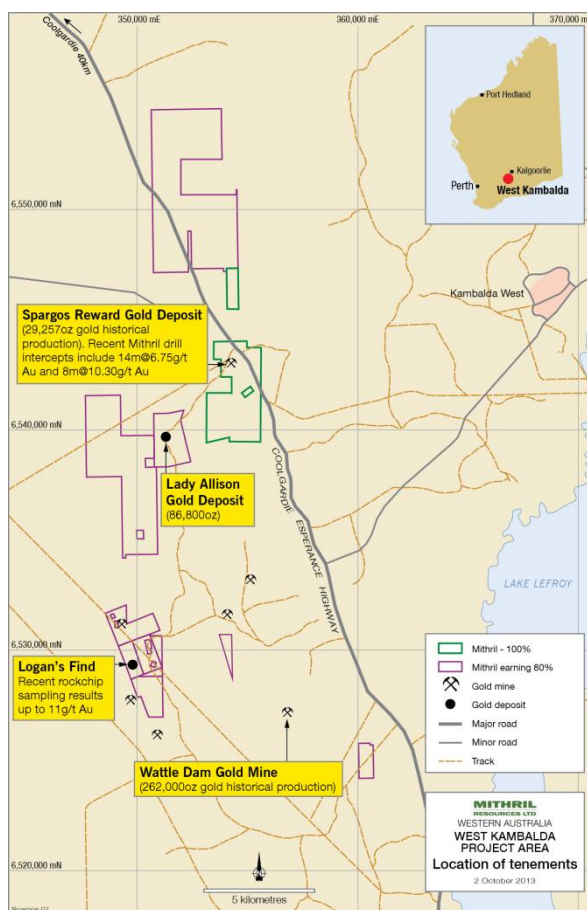 350,000 mE
360,000 mE
370,000 mE
Coolgardie 40km
Port Hedland
Kalgoorlie
Perth
West Kambalda
6,550,000 mN
Kambalda West
Spargos Reward Gold Deposit
(29,257oz gold historical
production). Recent Mithril drill
intercepts include 14m@6.75g/t
Au and 8m@10.30g/t Au
6,540,000 mN
Lady Allison
Gold Deposit
(86,800oz)
COOLGARDIE ESPERANCE HIGHWAY
LAKE LEFROY
6,530,000 mN
Logan's Find
Recent rockchip
sampling results
up to 11g/t Au
Wattle Dam Gold Mine
(262,000oz gold historical production)
Mithril - 100%
Mithril earning 80%
Gold mine
Gold deposit
Major road
Minor road
Track
6,520,000 mN
5 kilometres
MITHRIL
RESOURCES LTD
WESTERN AUSTRALIA
WEST KAMBALDA
PROJECT AREA
Location of tenements
2 October 2013